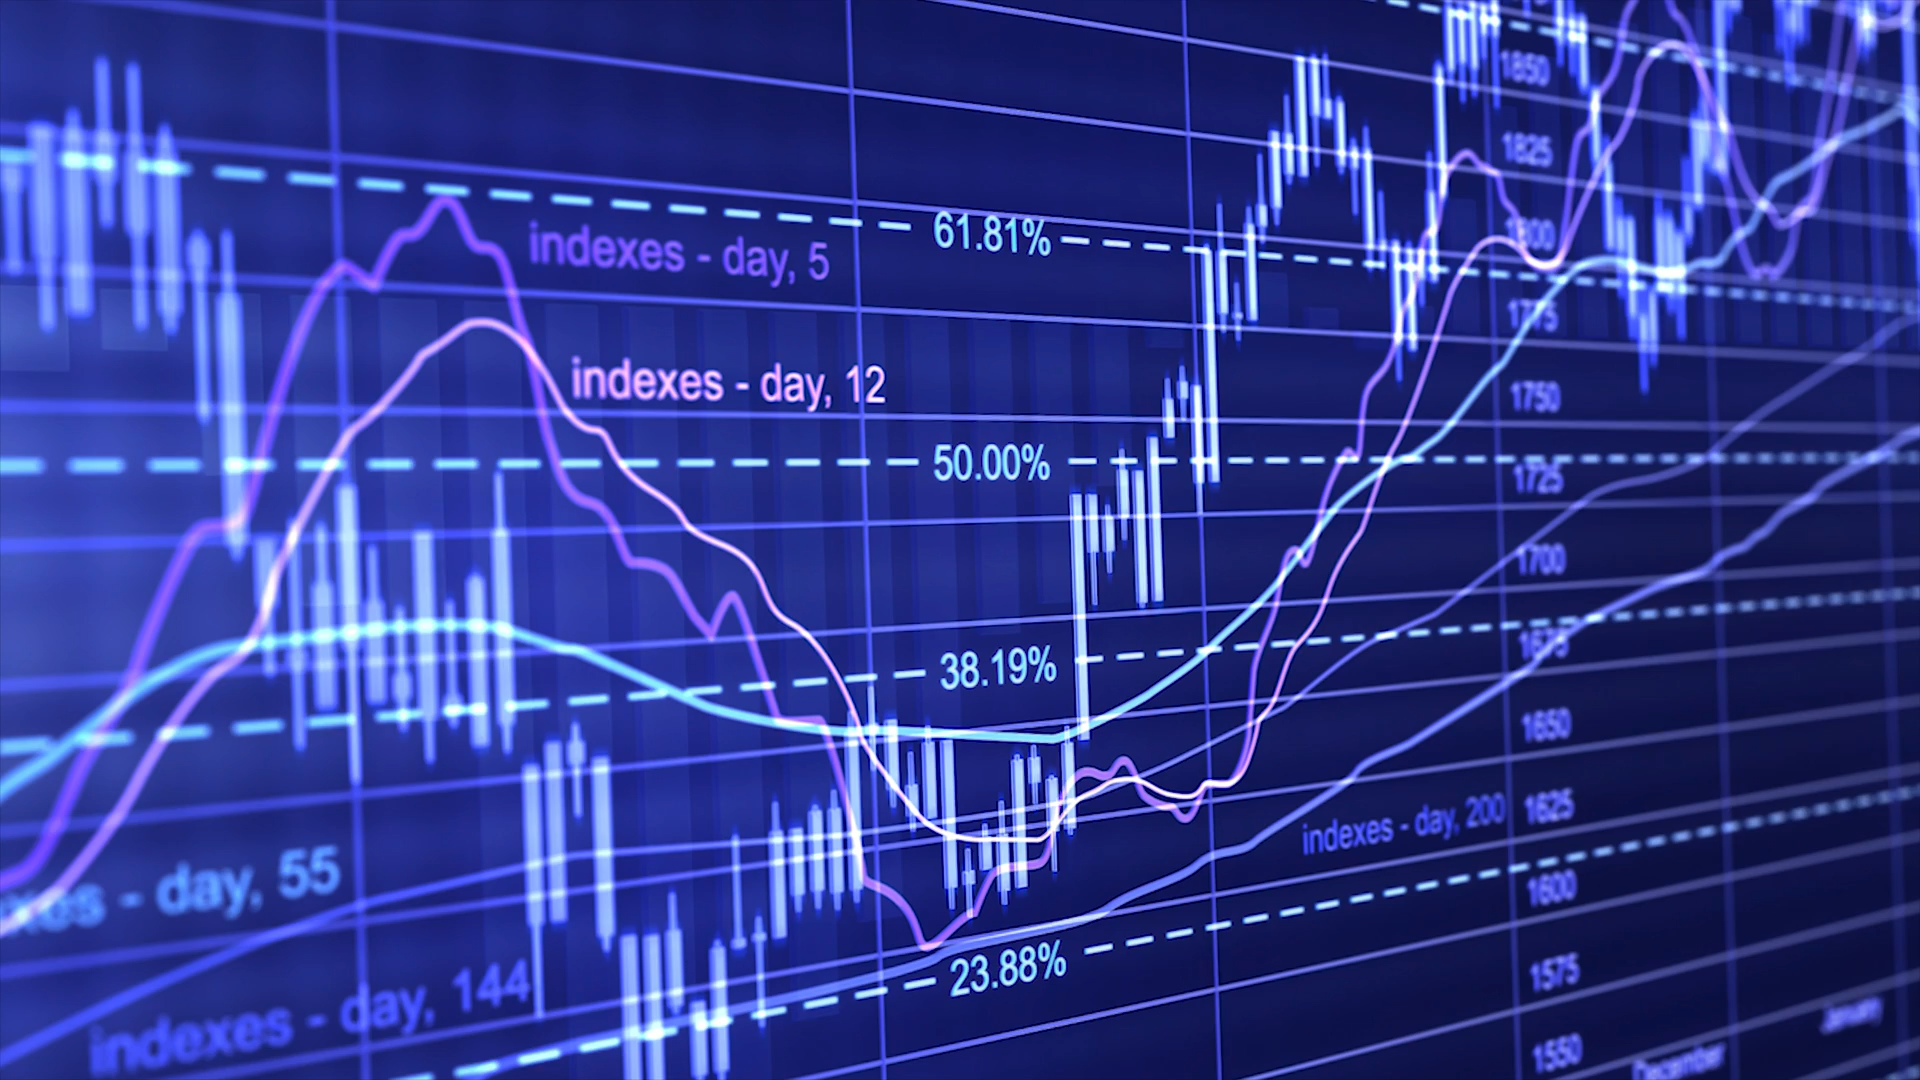 1850
1825
61.81%
indexes - day, 5
1800
1775
indexes - day, 12
1750
50.00%
1725
1700
38.19%
1675
1650
indexes - day, 200
1625
- day, 55
1600
23.88%
1575
indexes - day, 144
1550
December
January